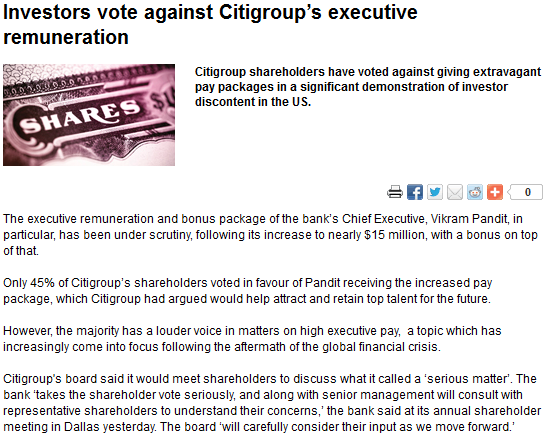 Investors vote against Citigroup’s executive
remuneration
SHARES
Citigroup shareholders have voted against giving extravagant
pay packages in a significant demonstration of investor
discontent in the US.
0
The executive remuneration and bonus package of the bank’s Chief Executive, Vikram Pandit, in
particular, has been under scrutiny, following its increase to nearly $15 million, with a bonus on top
of that.
Only 45% of Citigroup’s shareholders voted in favour of Pandit receiving the increased pay
package, which Citigroup had argued would help attract and retain top talent for the future.
However, the majority has a louder voice in matters on high executive pay,  a topic which has
increasingly come into focus following the aftermath of the global financial crisis.
Citigroup's board said it would meet shareholders to discuss what it called a ‘serious matter’. The
bank ‘takes the shareholder vote seriously, and along with senior management will consult with
representative shareholders to understand their concerns,’ the bank said at its annual shareholder
meeting in Dallas yesterday. The board ‘will carefully consider their input as we move forward.’